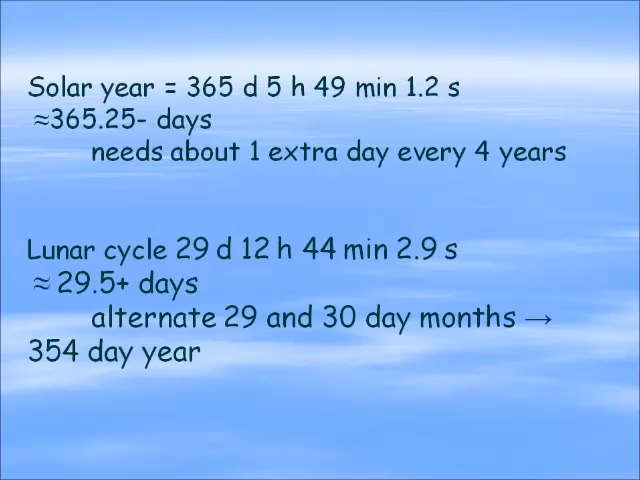 Solar year = 365 d 5 h 49 min 1.2 s
≈365.25- days
needs about 1 extra day every 4 years
Lunar cycle 29 d 12 h 44 min 2.9 s
≈ 29.5+ days
alternate 29 and 30 day months →
354 day year